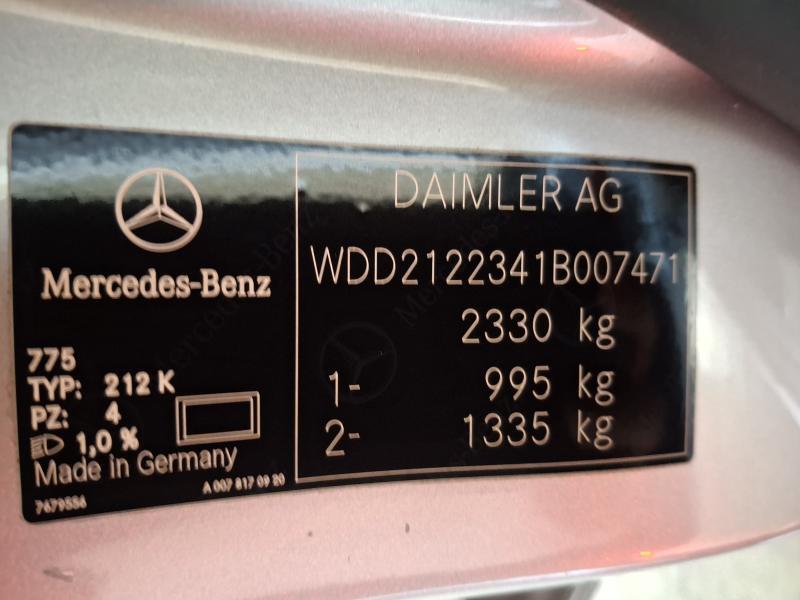 Mercedes-Benz
775
TYP: 212 K
PZ: 4
1,0 %
Made in Germany
7679556
A 007 817 09 20
DAIMLER AG
WDD2122341B007471
2330 kg
1- 995 kg
2- 1335 kg